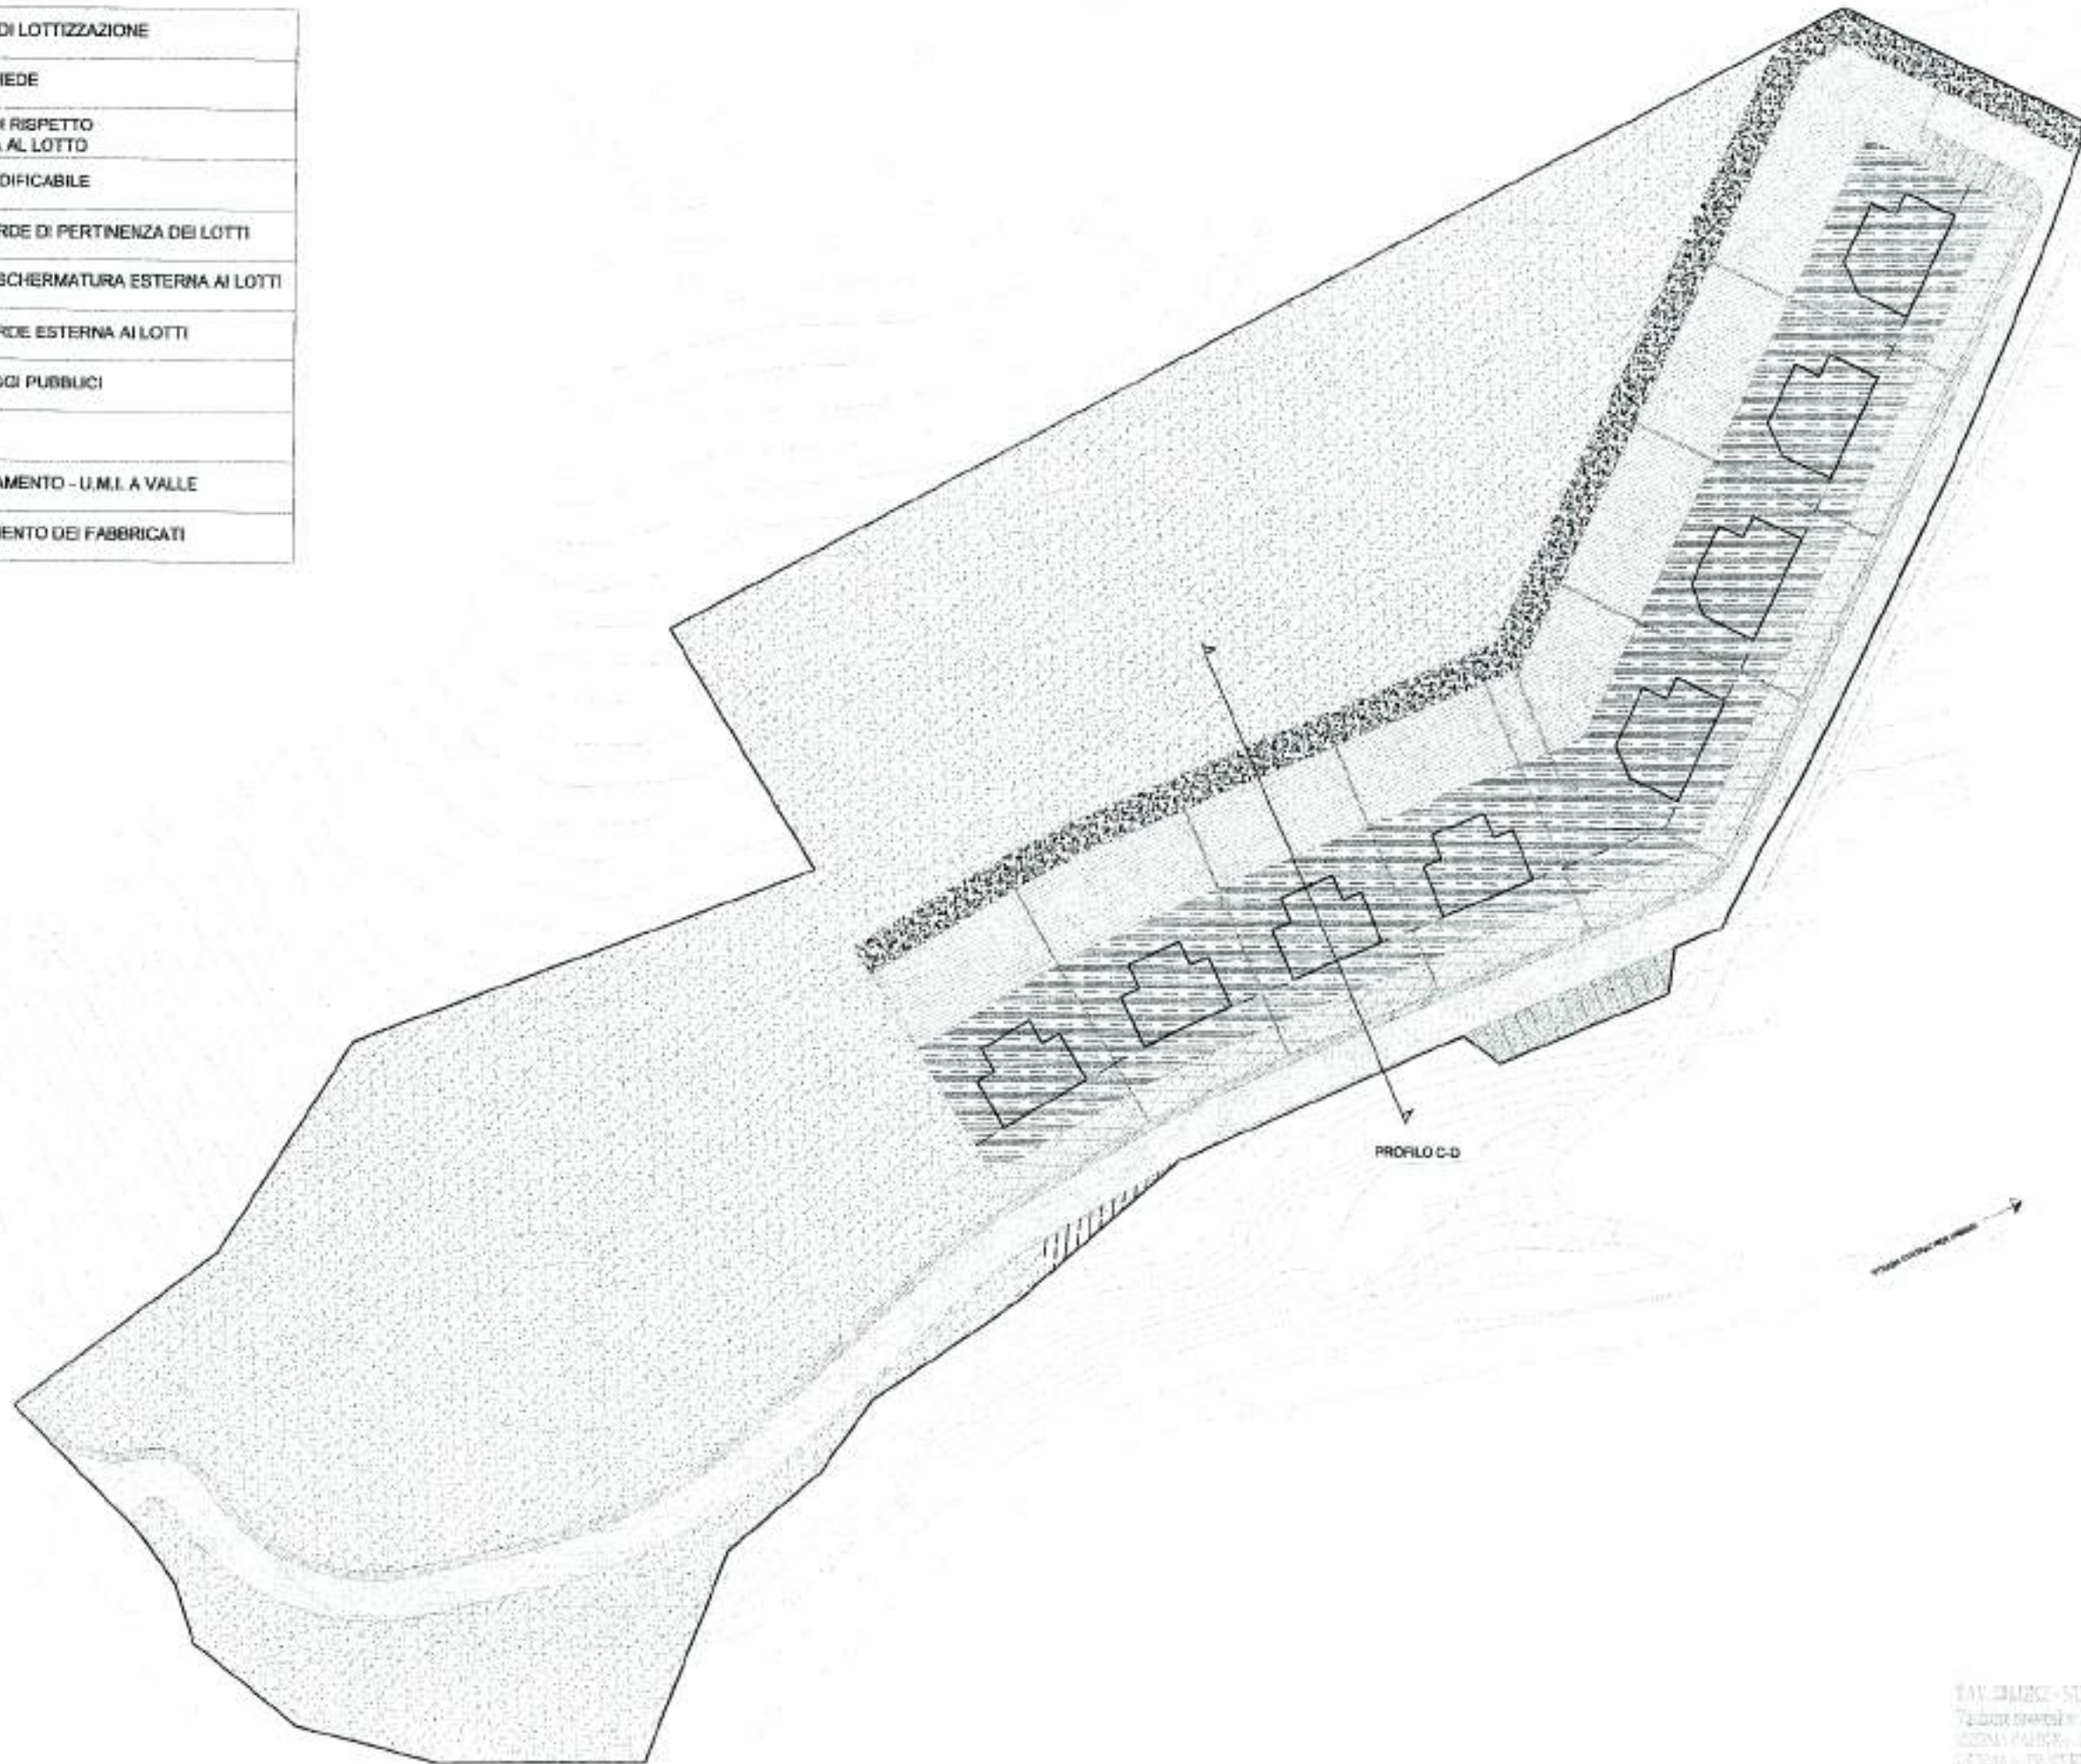 DI LOTTIZZAZIONE
IEDE
I RISPETTO
A AL LOTTO
DIFICABILE
RDE DI PERTINENZA DEI LOTTI
SCHERMATURA ESTERNA AI LOTTI
RDE ESTERNA AI LOTTI
GGI PUBBLICI
AMENTO - U.M.I. A VALLE
IENTO DEI FABBRICATI
PROFILO C-D